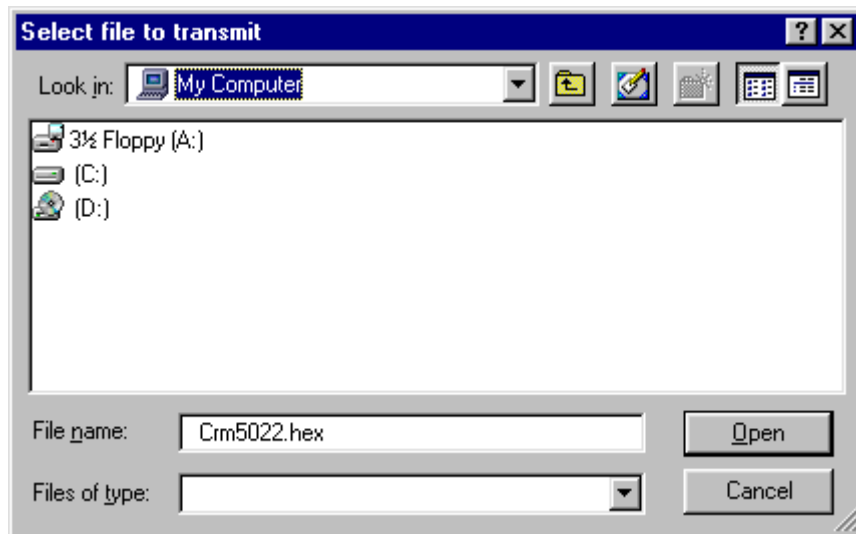 Select file to transmit
Look in: My Computer
3½ Floppy (A:)
(C:)
(D:)
File name: Crm5022.hex Open
Files of type: Cancel